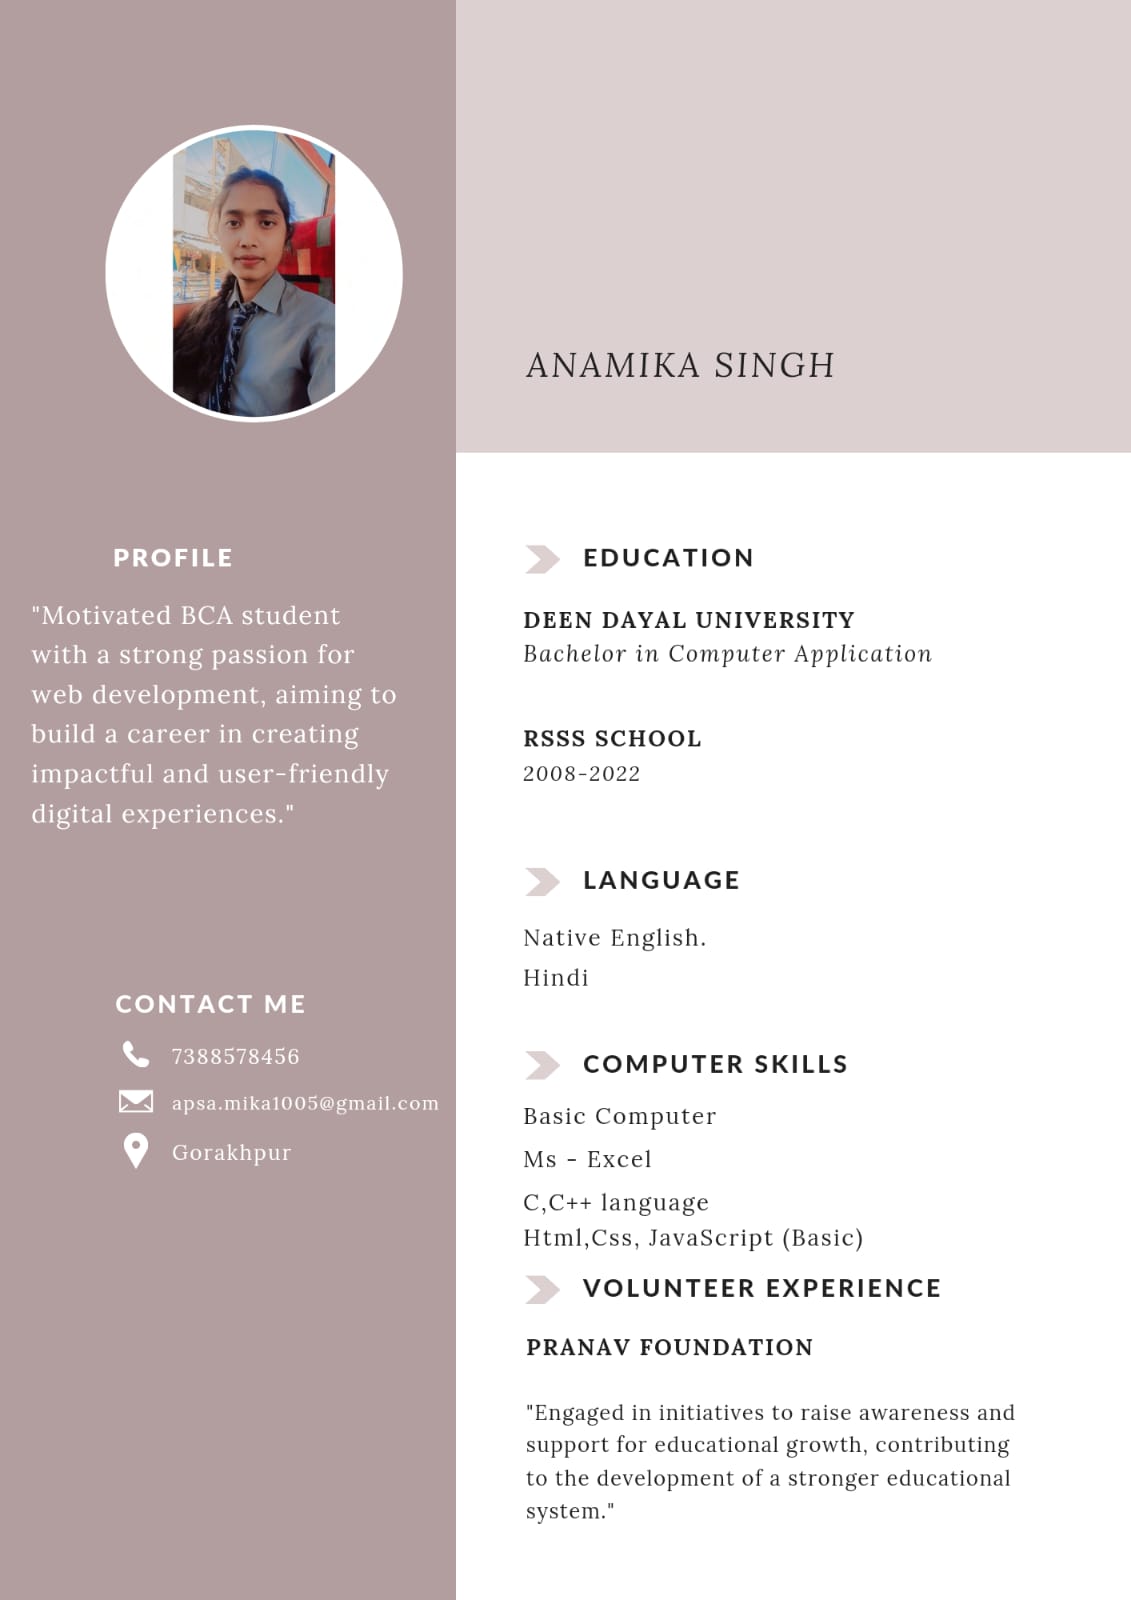 ANAMIKA SINGH
PROFILE
"Motivated BCA student
with a strong passion for
web development, aiming to
build a career in creating
impactful and user-friendly
digital experiences."
CONTACT ME
7388578456
apsa.mika1005@gmail.com
Gorakhpur
EDUCATION
DEEN DAYAL UNIVERSITY
Bachelor in Computer Application
RSSS SCHOOL
2008-2022
LANGUAGE
Native English.
Hindi
COMPUTER SKILLS
Basic Computer
Ms - Excel
C,C++ language
Html,Css, JavaScript (Basic)
VOLUNTEER EXPERIENCE
PRANAV FOUNDATION
"Engaged in initiatives to raise awareness and
support for educational growth, contributing
to the development of a stronger educational
system."